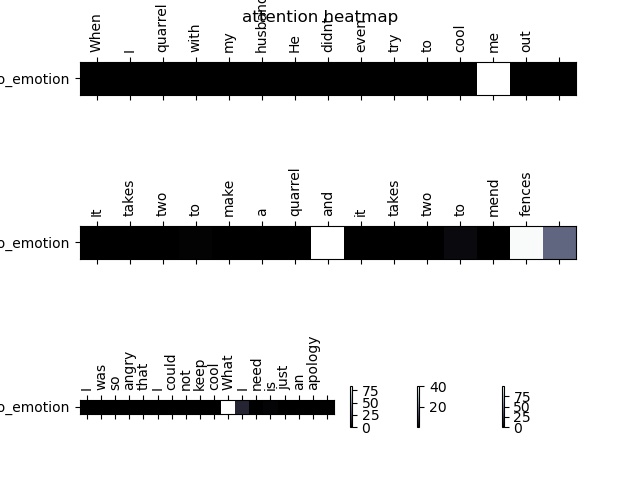 attention heatmap
When I quarrel with my husband He didnt even try to cool me out
o_emotion
It takes two to make a quarrel and it takes two to mend fences
o_emotion
I was so angry that I could not keep cool What I need is just an apology
o_emotion
75 50 25 0
40 20
75 50 25 0